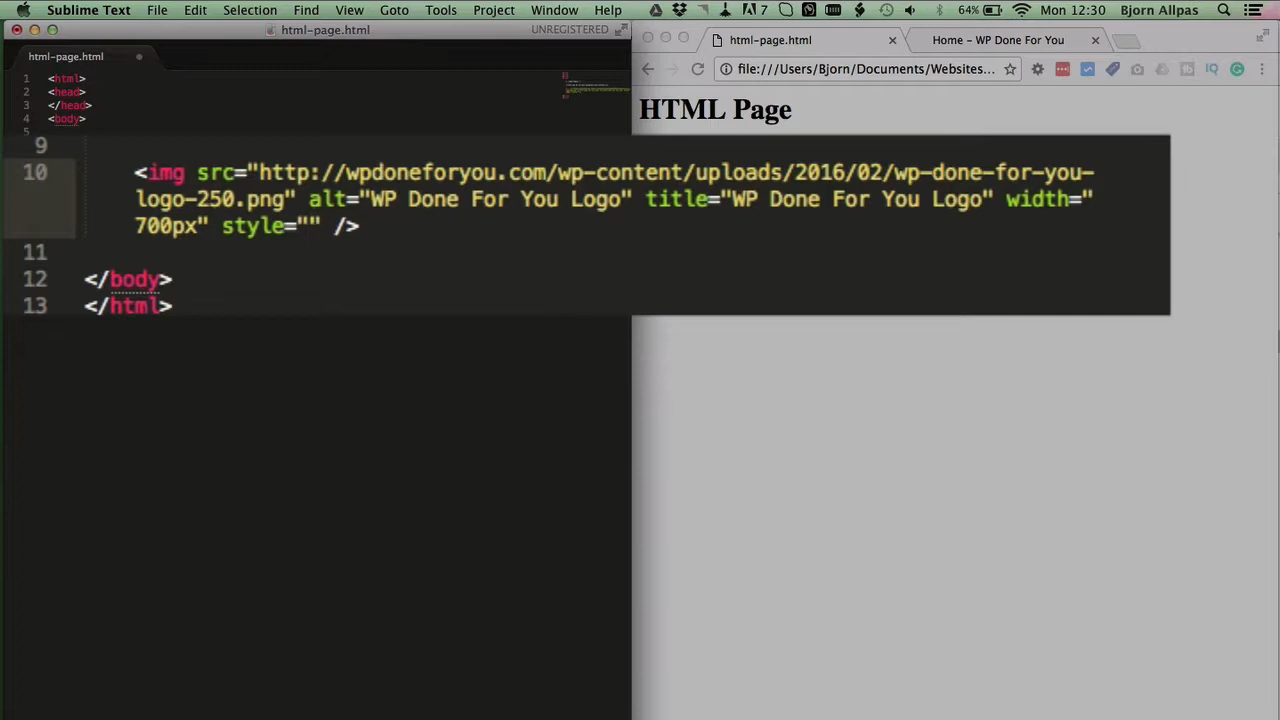 Sublime Text File Edit Selection Find View Goto Tools Project Window Help 7 64% Mon 12:30 Bjorn Allpas
html-page.html UNREGISTERED
html-page.html
html-page.html Home – WP Done For You
file:///Users/Bjorn/Documents/Websites...
HTML Page
1 <html>
2 <head>
3 </head>
4 <body>
5
9
10 <img src="http://wpdoneforyou.com/wp-content/uploads/2016/02/wp-done-for-you-
logo-250.png" alt="WP Done For You Logo" title="WP Done For You Logo" width="
700px" style="" />
11
12 </body>
13 </html>